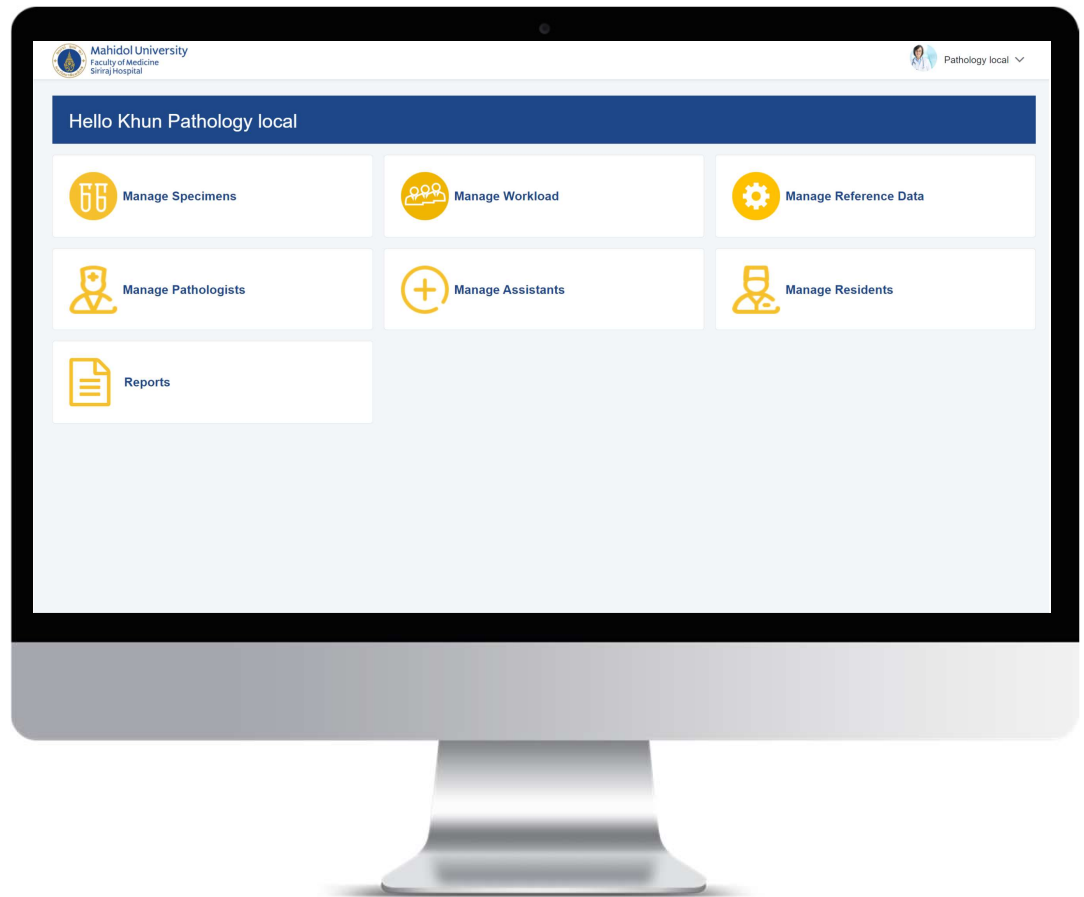 Mahidol University
Faculty of Medicine
Siriraj Hospital
Pathology local
Hello Khun Pathology local
Manage Specimens
Manage Workload
Manage Reference Data
Manage Pathologists
Manage Assistants
Manage Residents
Reports